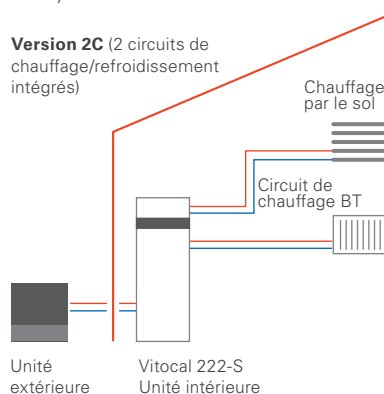 Version 2C (2 circuits de
chauffage/refroidissement
intégrés)
Chauffage
par le sol
Circuit de
chauffage BT
Unité
extérieure
Vitocal 222-S
Unité intérieure